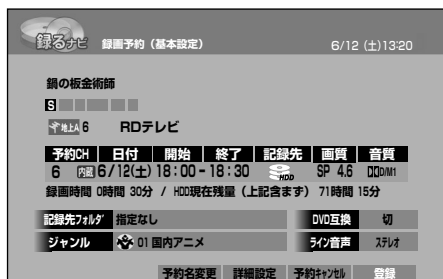 録るナビ 録画予約（基本設定） 6/12 (土)13:20
鋼の板金術師
S
地上A 6 RDテレビ
予約CH 日付 開始 終了 記録先 画質 音質
6 内蔵 6/12(土) 18:00 - 18:30 HDD SP 4.6 DD/M1
録画時間 0時間 30分 / HDD現在残量（上記含まず） 71時間 15分
記録先フォルダ 指定なし DVD互換 切
ジャンル 01 国内アニメ ライン音声 ステレオ
予約名変更 詳細設定 予約キャンセル 登録